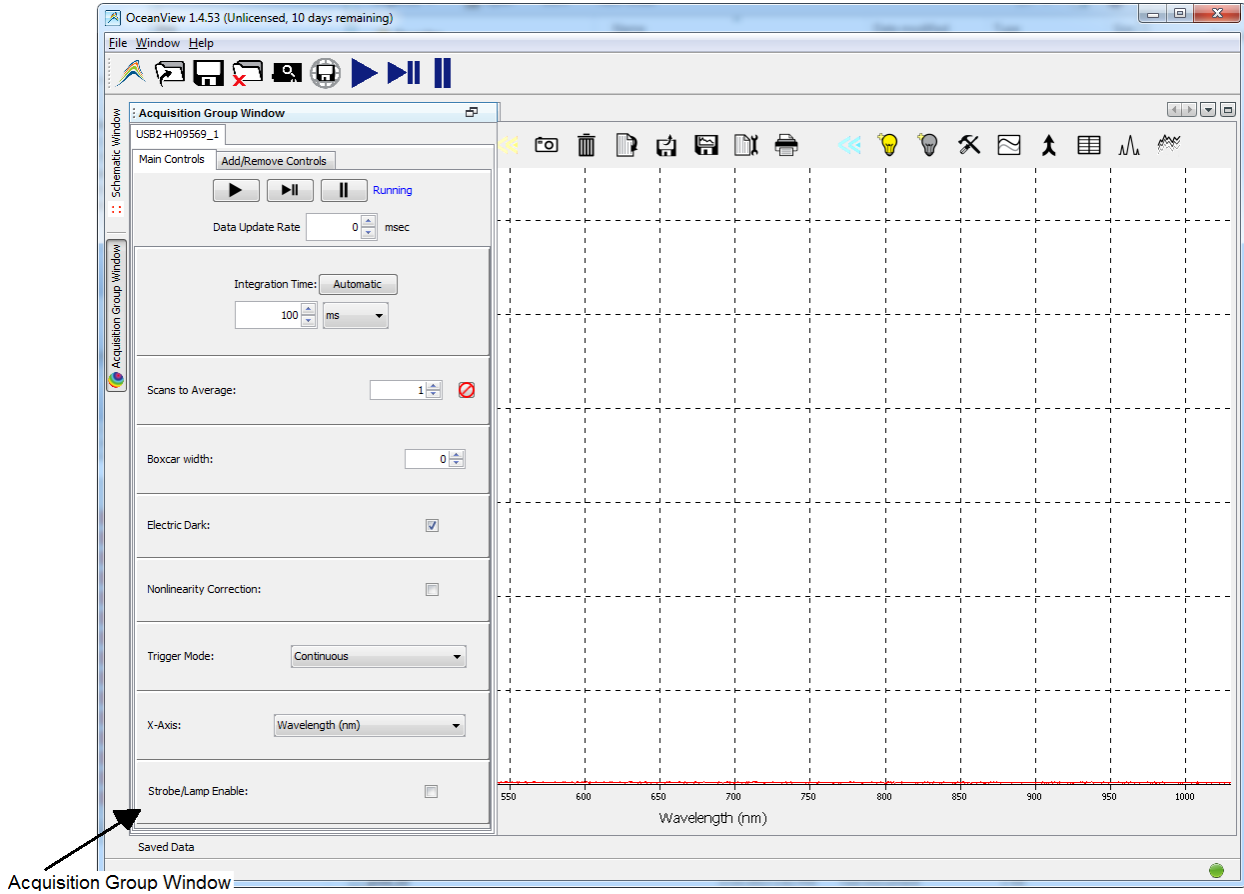 OceanView 1.4.53 (Unlicensed, 10 days remaining)
File Window Help
Schematic Window
Acquisition Group Window
Acquisition Group Window
USB2+H09569_1
Main Controls Add/Remove Controls
Running
Data Update Rate 0 msec
Integration Time: Automatic
100 ms
Scans to Average: 1
Boxcar width: 0
Electric Dark:
Nonlinearity Correction:
Trigger Mode: Continuous
X-Axis: Wavelength (nm)
Strobe/Lamp Enable:
550 600 650 700 750 800 850 900 950 1000
Wavelength (nm)
Saved Data
Acquisition Group Window